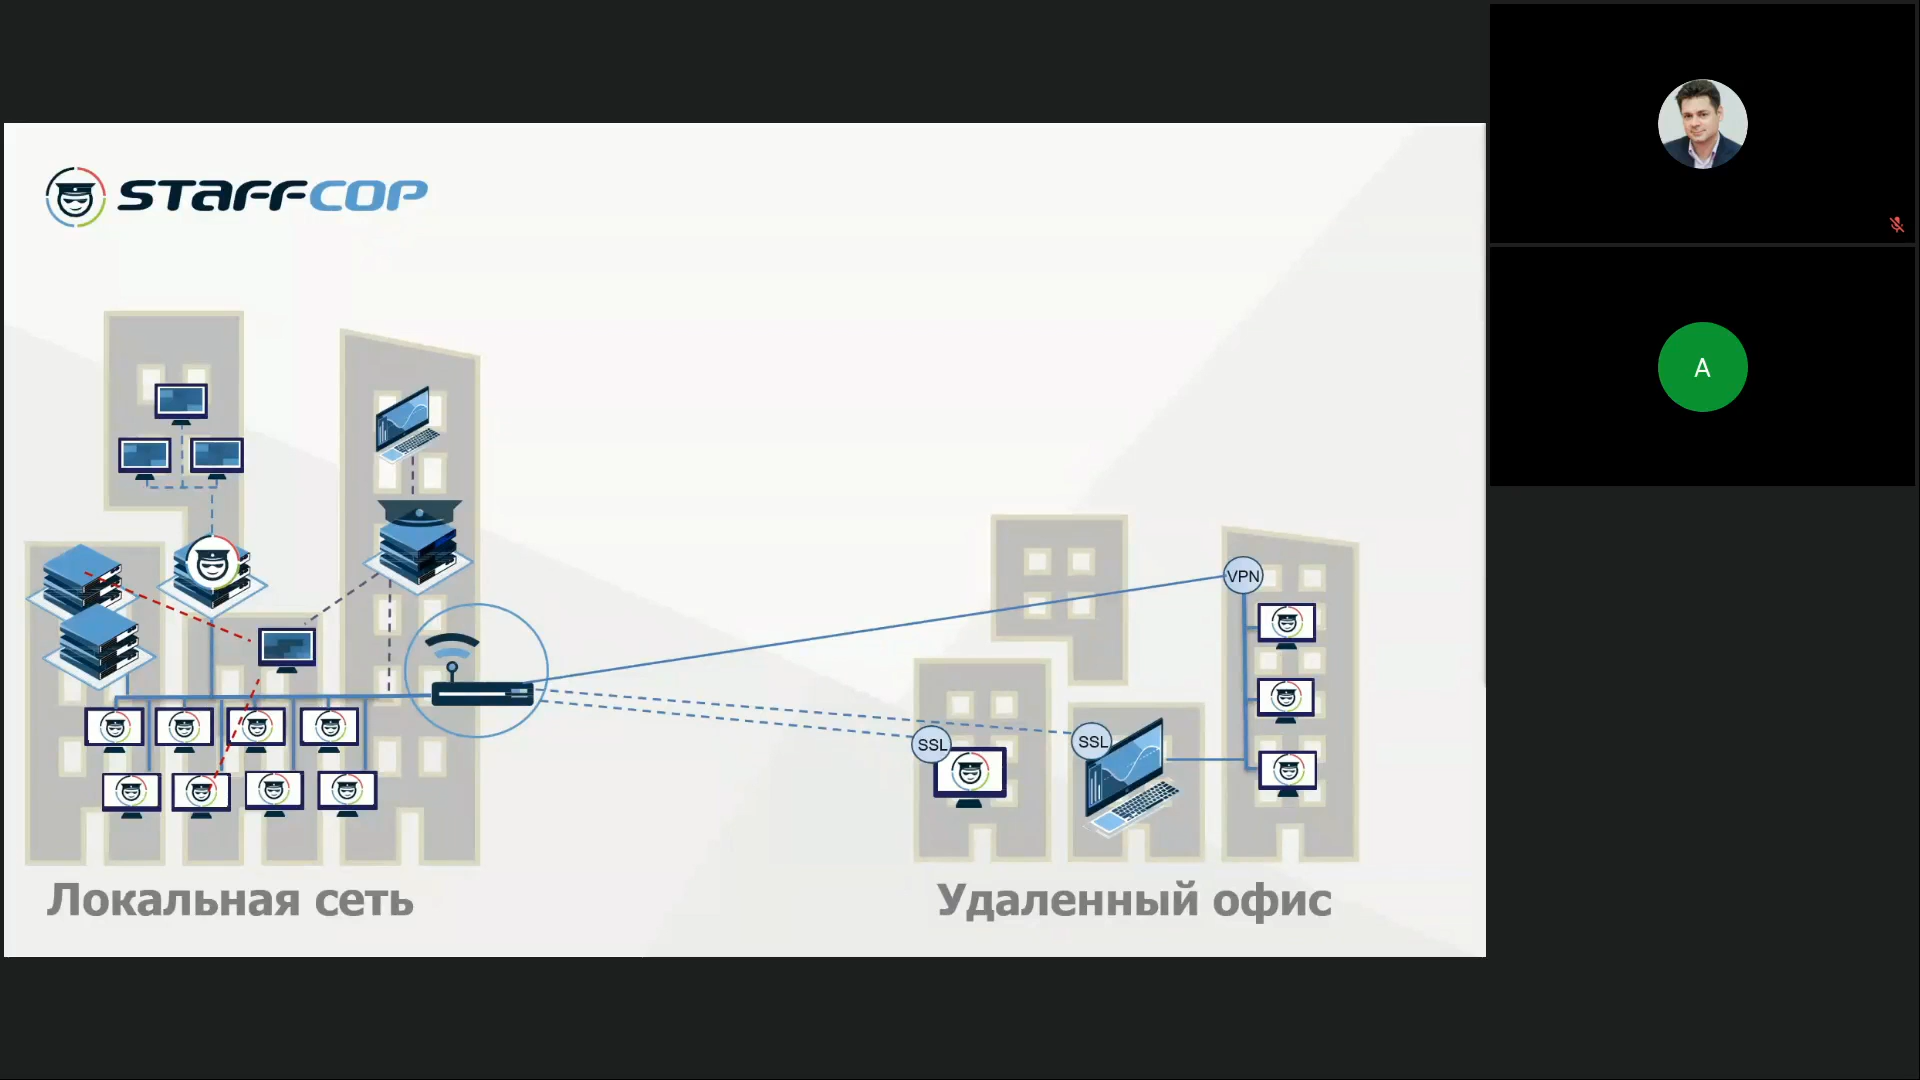 STAFFCOP
VPN
SSL
SSL
Локальная сеть
Удаленный офис
A